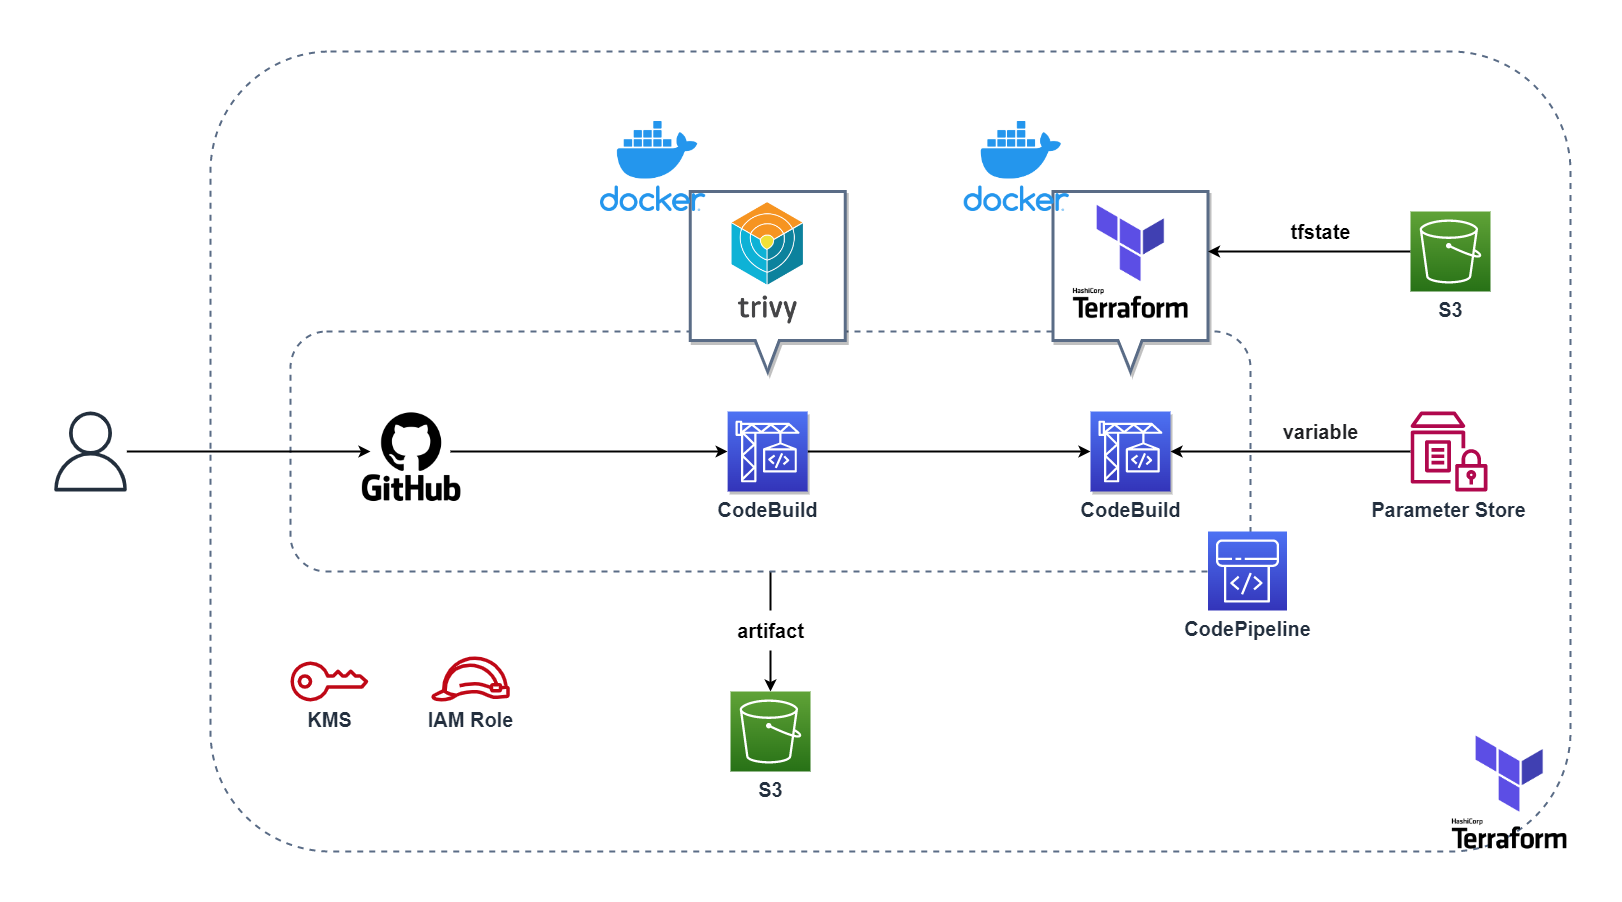 docker
docker
trivy
HashiCorp
Terraform
tfstate
S3
GitHub
CodeBuild
CodeBuild
variable
Parameter Store
CodePipeline
artifact
KMS
IAM Role
S3
HashiCorp
Terraform